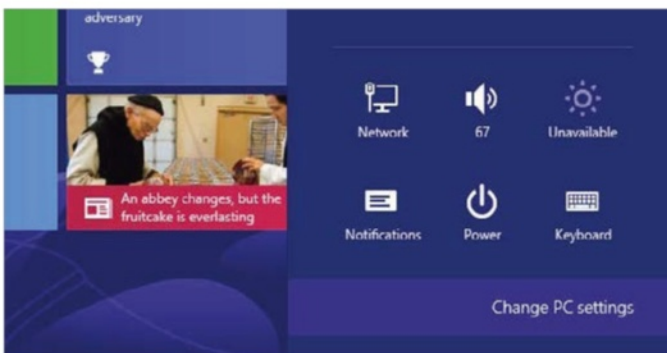 adversary
An abbey changes, but the
fruitcake is everlasting
Network
67
Unavailable
Notifications
Power
Keyboard
Change PC settings